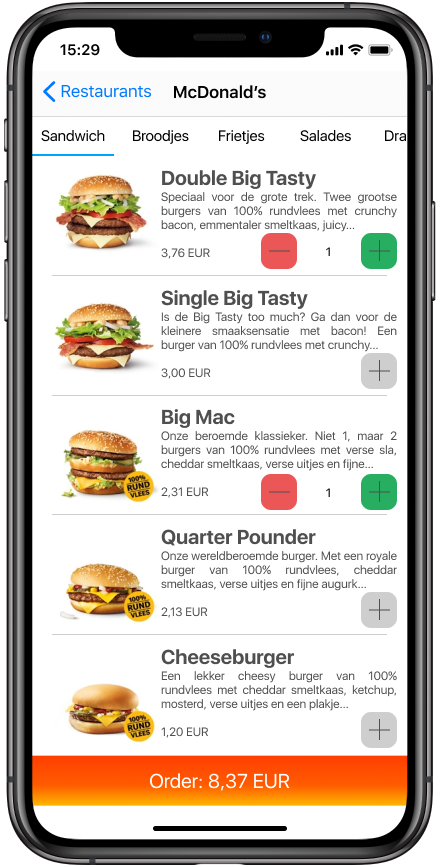 15:29
Restaurants
McDonald's
Sandwich Broodjes Frietjes Salades Dra
Double Big Tasty
Speciaal voor de grote trek. Twee grootse
burgers van 100% rundvlees met crunchy
bacon, emmentaler smeltkaas, juicy...
3,76 EUR
1
Single Big Tasty
Is de Big Tasty too much? Ga dan voor de
kleinere smaaksensatie met bacon! Een
burger van 100% rundvlees met crunchy...
3,00 EUR
Big Mac
Onze beroemde klassieker. Niet 1, maar 2
burgers van 100% rundvlees met verse sla,
cheddar smeltkaas, verse uitjes en fijne...
100%
RUND
VLEES
2,31 EUR
1
Quarter Pounder
Onze wereldberoemde burger. Met een royale
burger van 100% rundvlees, cheddar
smeltkaas, verse uitjes en fijne augurk...
100%
RUND
VLEES
2,13 EUR
Cheeseburger
Een lekker cheesy burger van 100%
rundvlees met cheddar smeltkaas, ketchup,
mosterd, verse uitjes en een plakje...
100%
RUND
VLEES
1,20 EUR
Order: 8,37 EUR